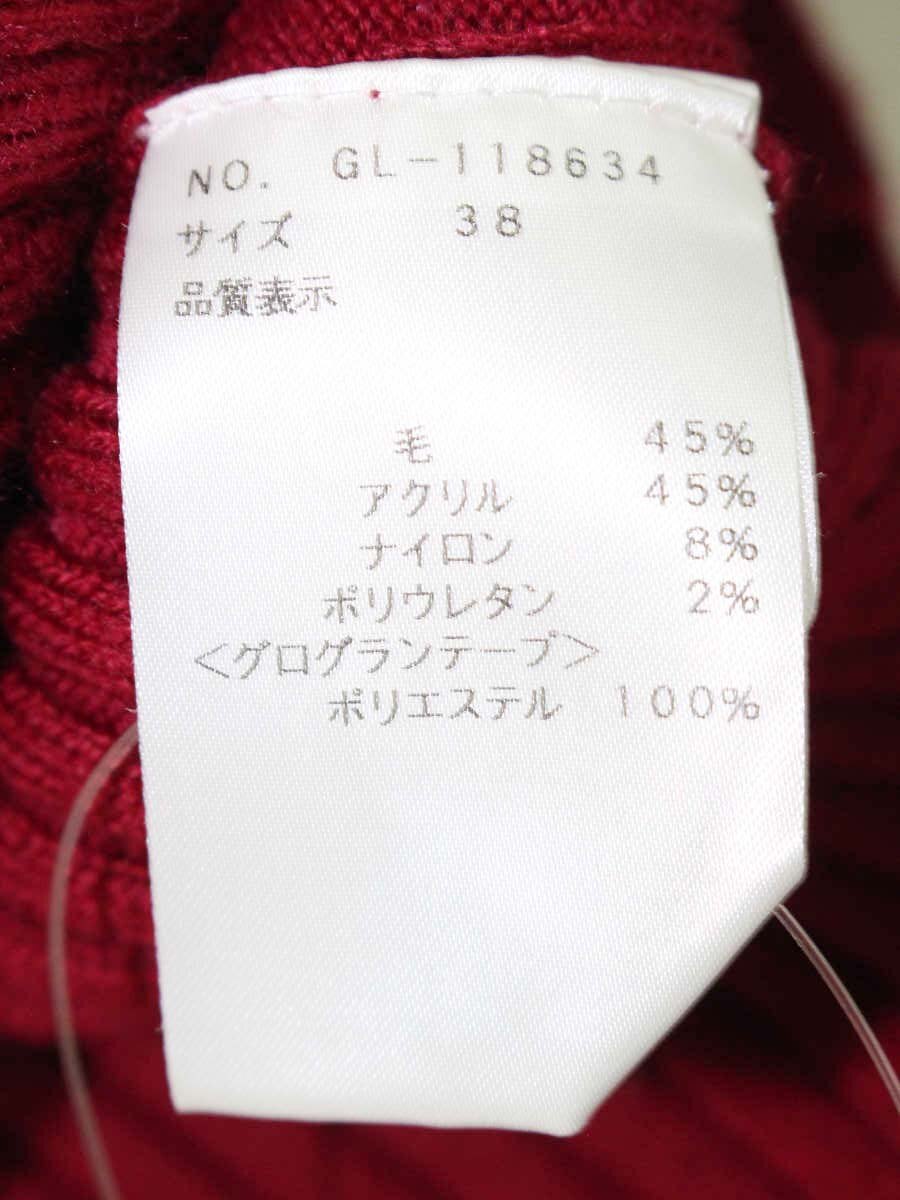 NO. GL-118634
サイズ 38
品質表示
毛 45%
アクリル 45%
ナイロン 8%
ポリウレタン 2%
<グログランテープ>
ポリエステル 100%